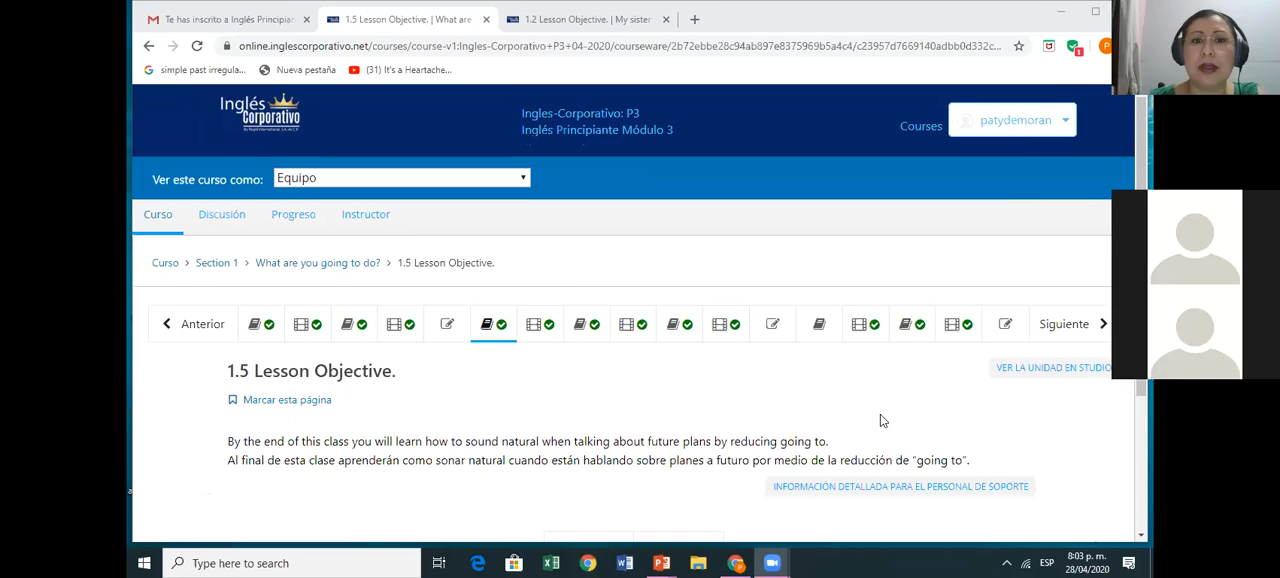 Te has inscrito a Inglés Principian
1.5 Lesson Objective. | What are
1.2 Lesson Objective. | My sister
online.inglescorporativo.net/courses/course-v1:Ingles-Corporativo+P3+04-2020/courseware/2b72ebbe28c94ab897e8375969b5a4c4/c23957d7669140adbb0d332c...
simple past irregula...
Nueva pestaña
(31) It's a Heartache...
Inglés
Corporativo
Ingles-Corporativo: P3
Inglés Principiante Módulo 3
Courses
patydemoran
Ver este curso como:
Equipo
Curso
Discusión
Progreso
Instructor
Curso > Section 1 > What are you going to do? > 1.5 Lesson Objective.
Anterior
Siguiente
1.5 Lesson Objective.
VER LA UNIDAD EN STUDIO
Marcar esta página
By the end of this class you will learn how to sound natural when talking about future plans by reducing going to.
Al final de esta clase aprenderán como sonar natural cuando están hablando sobre planes a futuro por medio de la reducción de “going to”.
INFORMACIÓN DETALLADA PARA EL PERSONAL DE SOPORTE
Type here to search
ESP
8:03 p. m.
28/04/2020